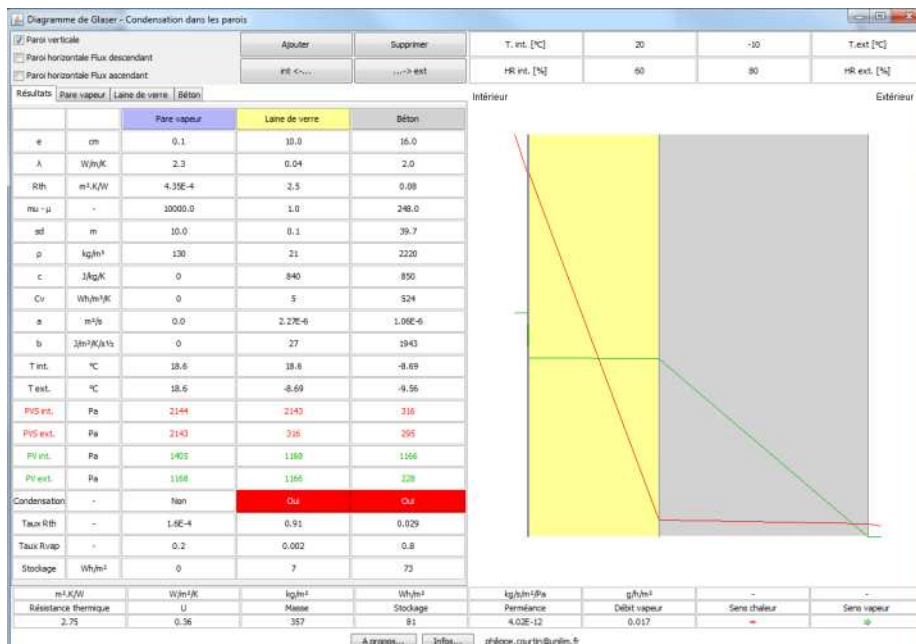 Diagramme de Glaser - Condensation dans les parois
Paroi verticale
Paroi horizontale Flux descendant
Paroi horizontale Flux ascendant
Ajouter Supprimer
int <-... ...-> ext
T. int. [°C] 20 -10 T.ext [°C]
HR int. [%] 60 80 HR ext. [%]
Résultats Pare vapeur Laine de verre Béton
Intérieur Extérieur
Pare vapeur Laine de verre Béton
e cm 0.1 10.0 16.0
λ W/m/K 2.3 0.04 2.0
Rth m².K/W 4.35E-4 2.5 0.08
mu - μ - 10000.0 1.0 248.0
sd m 10.0 0.1 39.7
ρ kg/m³ 130 21 2220
c J/kg/K 0 840 850
Cv Wh/m³/K 0 5 524
a m²/s 0.0 2.27E-6 1.06E-6
b J/m²/K/s½ 0 27 1943
T int. °C 18.6 18.6 -8.69
T ext. °C 18.6 -8.69 -9.56
PVS int. Pa 2144 2143 316
PVS ext. Pa 2143 316 295
PV int. Pa 1405 1168 1166
PV ext. Pa 1168 1166 228
Condensation - Non Oui Oui
Taux Rth - 1.6E-4 0.91 0.029
Taux Rvap - 0.2 0.002 0.8
Stockage Wh/m² 0 7 73
m².K/W W/m²/K kg/m² Wh/m² kg/s/m²/Pa g/h/m² - -
Résistance thermique U Masse Stockage Perméance Débit vapeur Sens chaleur Sens vapeur
2.75 0.36 357 81 4.02E-12 0.017
A propos... Infos... philippe.courtin@unilim.fr